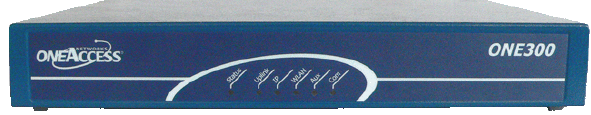 NETWORKS
ONEACCESS®
ONE300
Status Uplink IP WLAN Aux Com